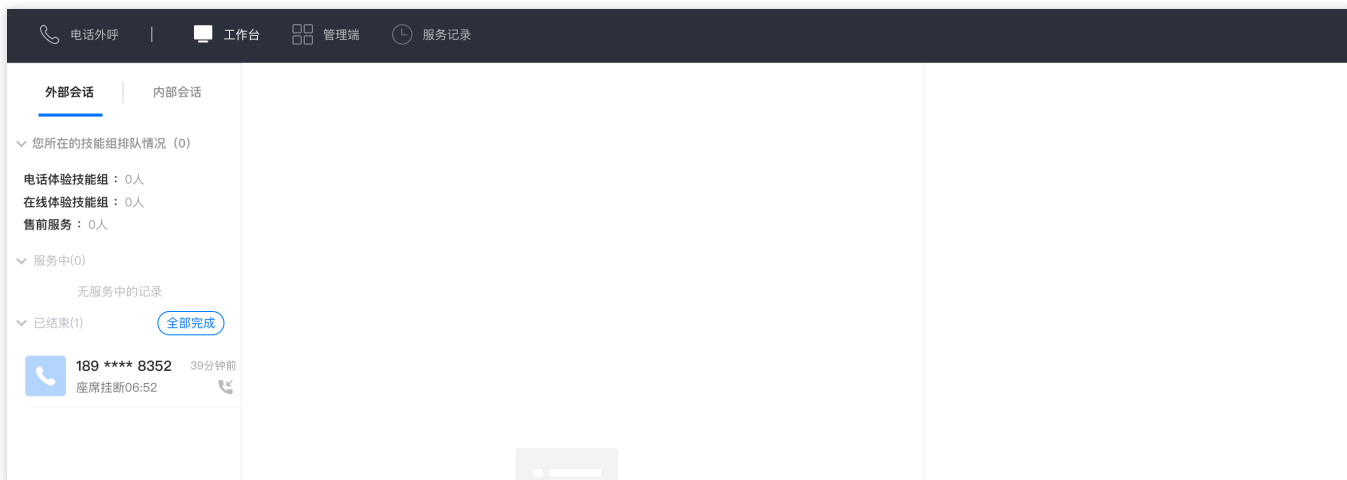 电话外呼 | 工作台 管理端 服务记录
外部会话 内部会话
您所在的技能组排队情况（0）
电话体验技能组： 0人
在线体验技能组： 0人
售前服务： 0人
服务中(0)
无服务中的记录
已结束(1) 全部完成
189 **** 8352 39分钟前
座席挂断06:52